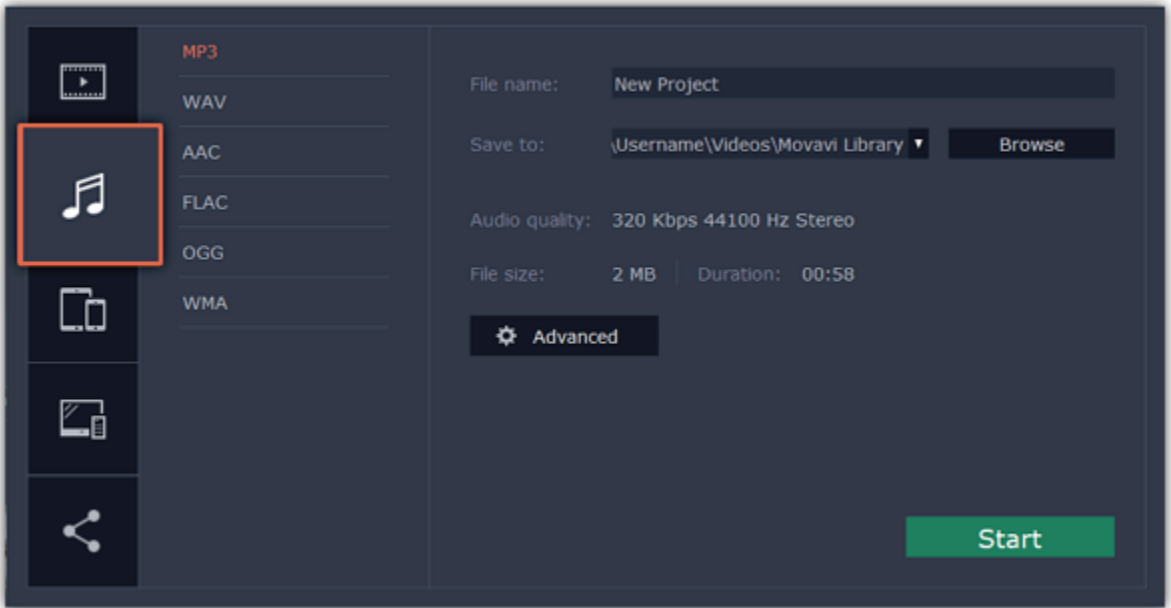 MP3
WAV
AAC
FLAC
OGG
WMA
File name: New Project
Save to: \Username\Videos\Movavi Library Browse
Audio quality: 320 Kbps 44100 Hz Stereo
File size: 2 MB Duration: 00:58
Advanced
Start